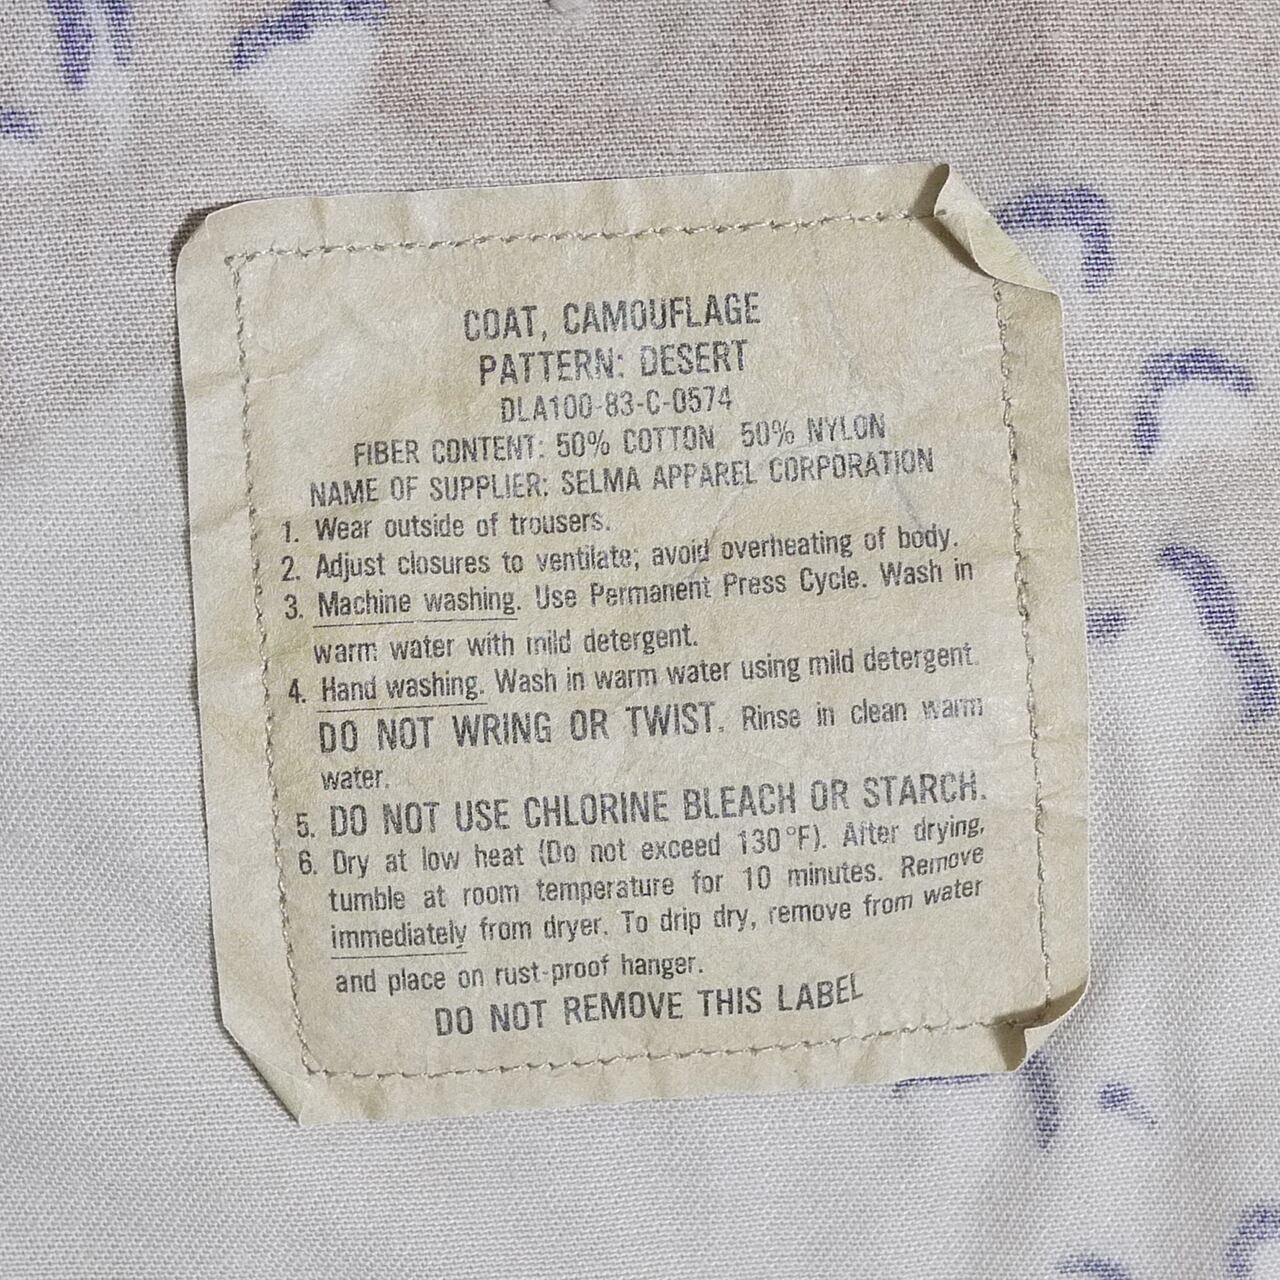 COAT, CAMOUFLAGE
PATTERN: DESERT
DLA100-83-C-0574
FIBER CONTENT: 50% COTTON 50% NYLON
NAME OF SUPPLIER: SELMA APPAREL CORPORATION
1. Wear outside of trousers.
2. Adjust closures to ventilate; avoid overheating of body.
3. Machine washing. Use Permanent Press Cycle. Wash in
warm water with mild detergent.
4. Hand washing. Wash in warm water using mild detergent.
DO NOT WRING OR TWIST. Rinse in clean warm
water.
5. DO NOT USE CHLORINE BLEACH OR STARCH.
6. Dry at low heat (Do not exceed 130°F). After drying,
tumble at room temperature for 10 minutes. Remove
immediately from dryer. To drip dry, remove from water
and place on rust-proof hanger.
DO NOT REMOVE THIS LABEL